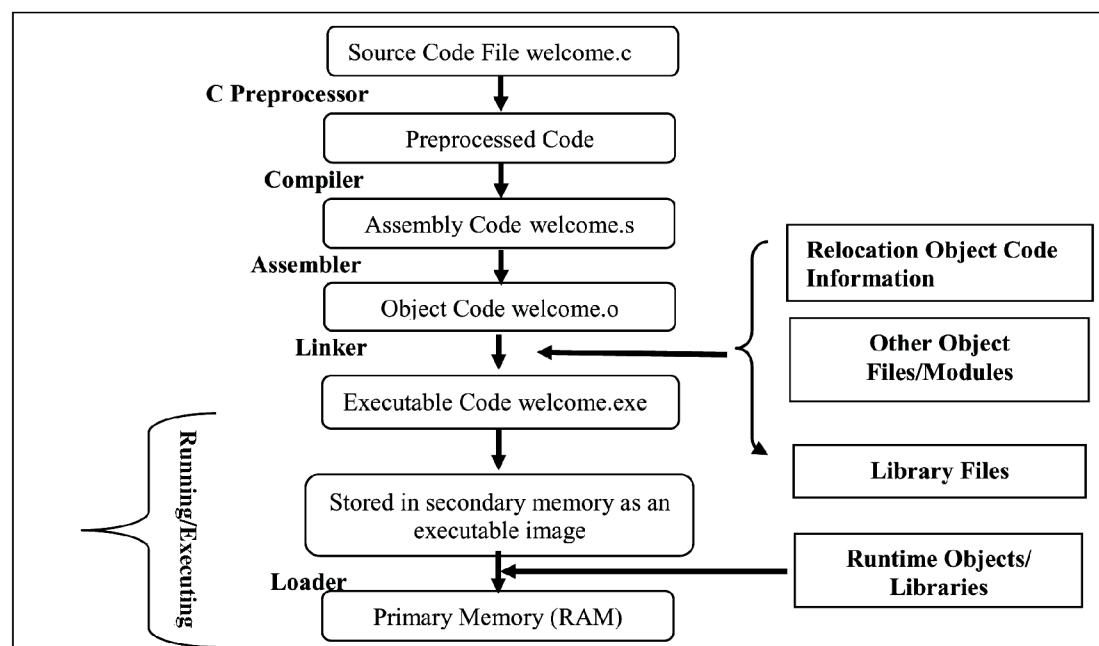 Source Code File welcome.c
C Preprocessor
Preprocessed Code
Compiler
Assembly Code welcome.s
Assembler
Object Code welcome.o
Linker
Executable Code welcome.exe
Running/Executing
Stored in secondary memory as an
executable image
Loader
Primary Memory (RAM)
Relocation Object Code
Information
Other Object
Files/Modules
Library Files
Runtime Objects/
Libraries